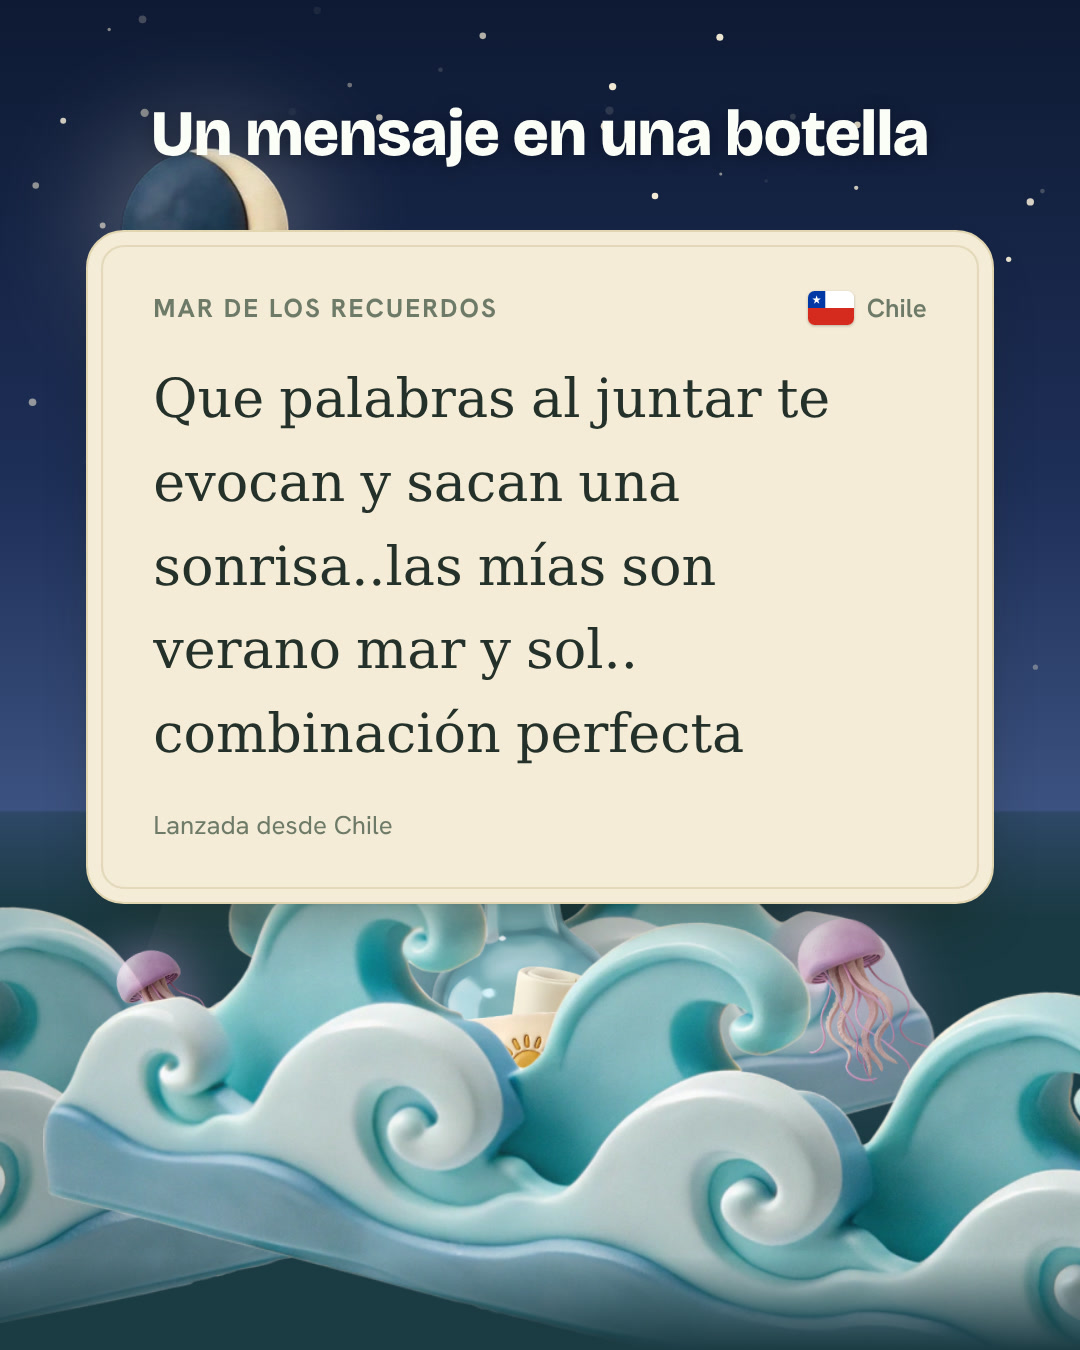 Un mensaje en una botella
MAR DE LOS RECUERDOS
Chile
Que palabras al juntar te
evocan y sacan una
sonrisa..las mías son
verano mar y sol..
combinación perfecta
Lanzada desde Chile